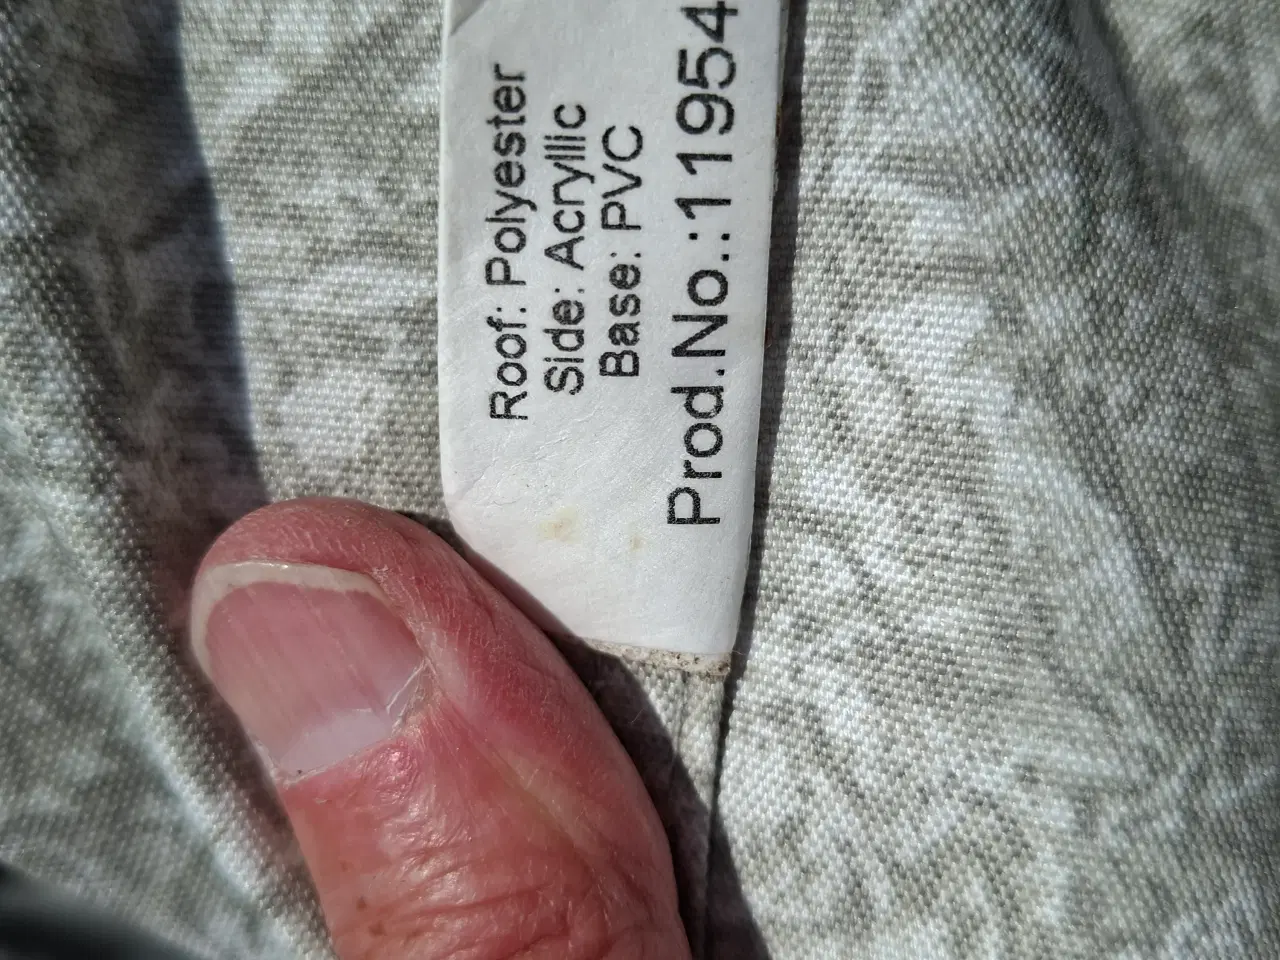 Roof: Polyester
Side: Acryllic
Base: PVC
Prod.No.:11954